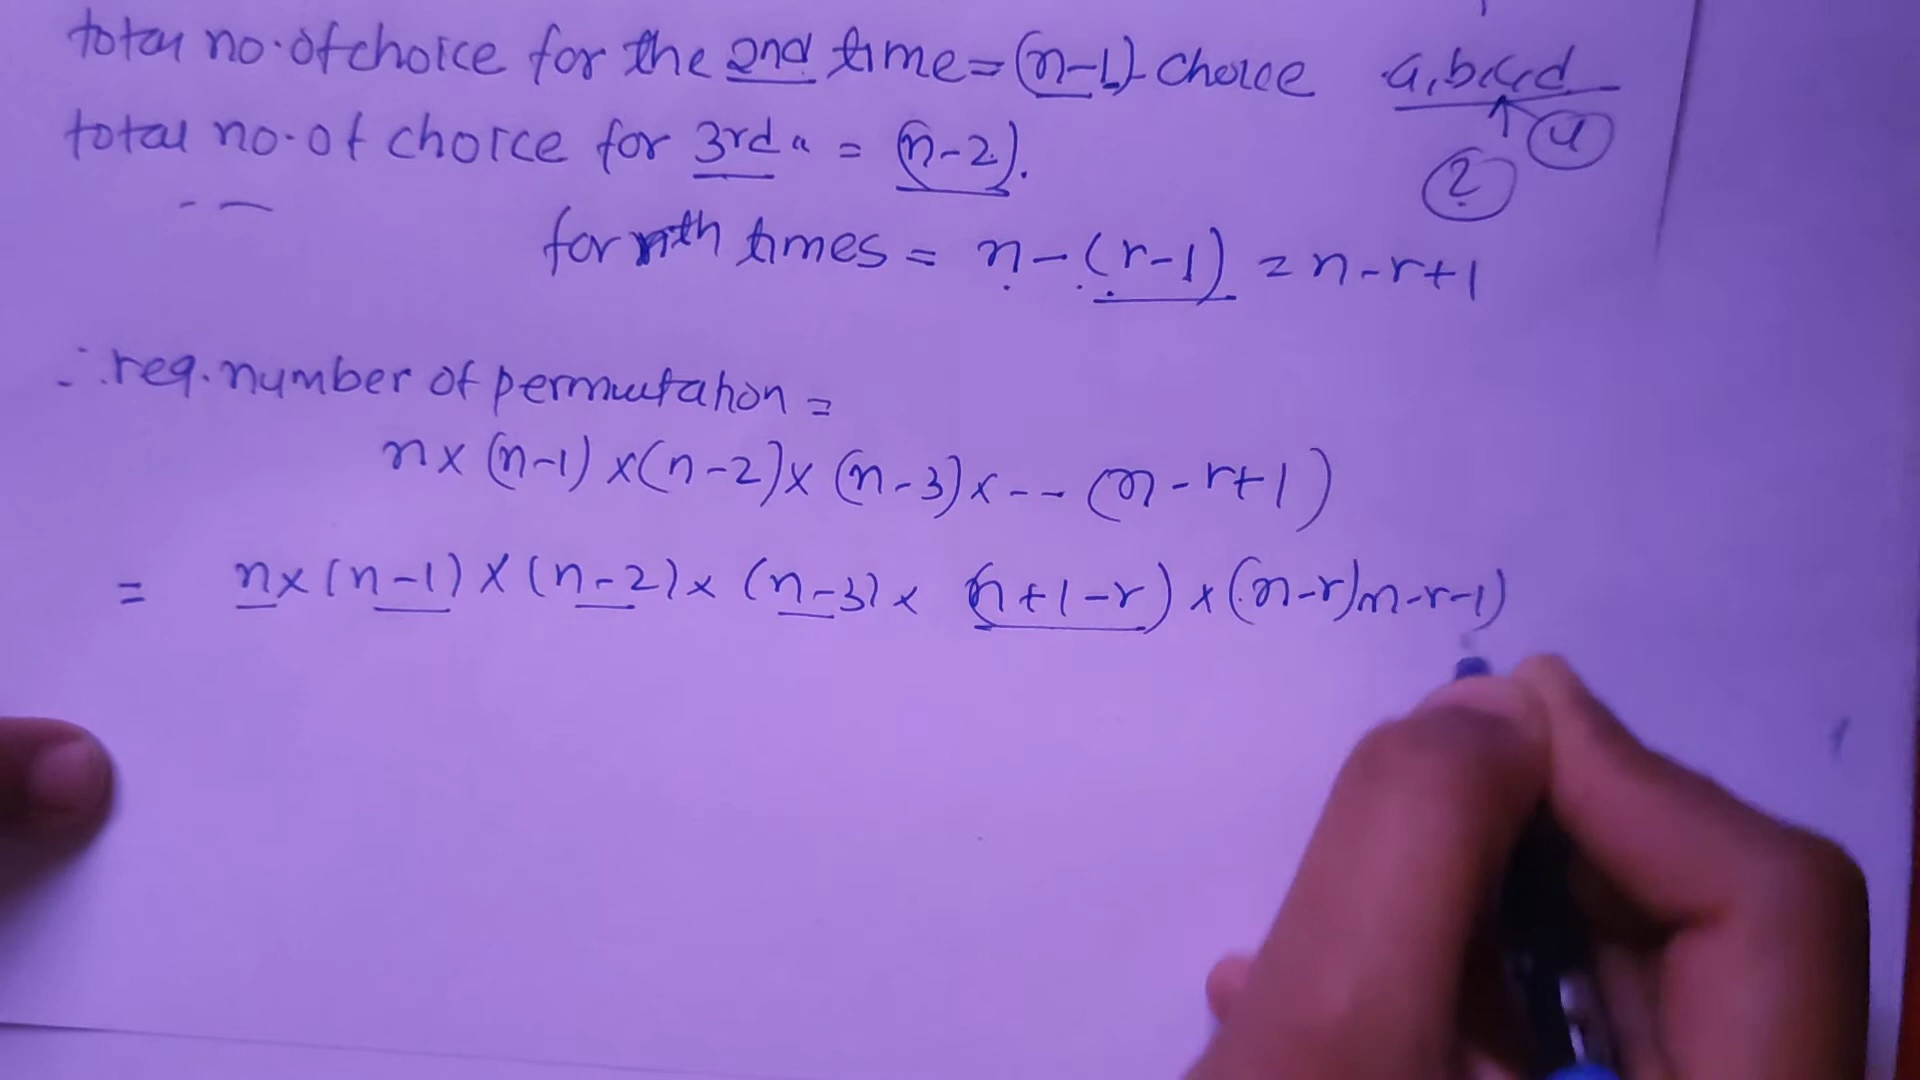 total no. of choice for the 2nd time = (n-1) choice a, b, c, d
total no. of choice for 3rd " = (n-2). 4
?
for rth times = n-(r-1) = n-r+1
∴ req. number of permutation =
n x (n-1) x (n-2) x (n-3) x -- (n-r+1)
= n x (n-1) x (n-2) x (n-3) x (n+1-r) x (n-r)(n-r-1)